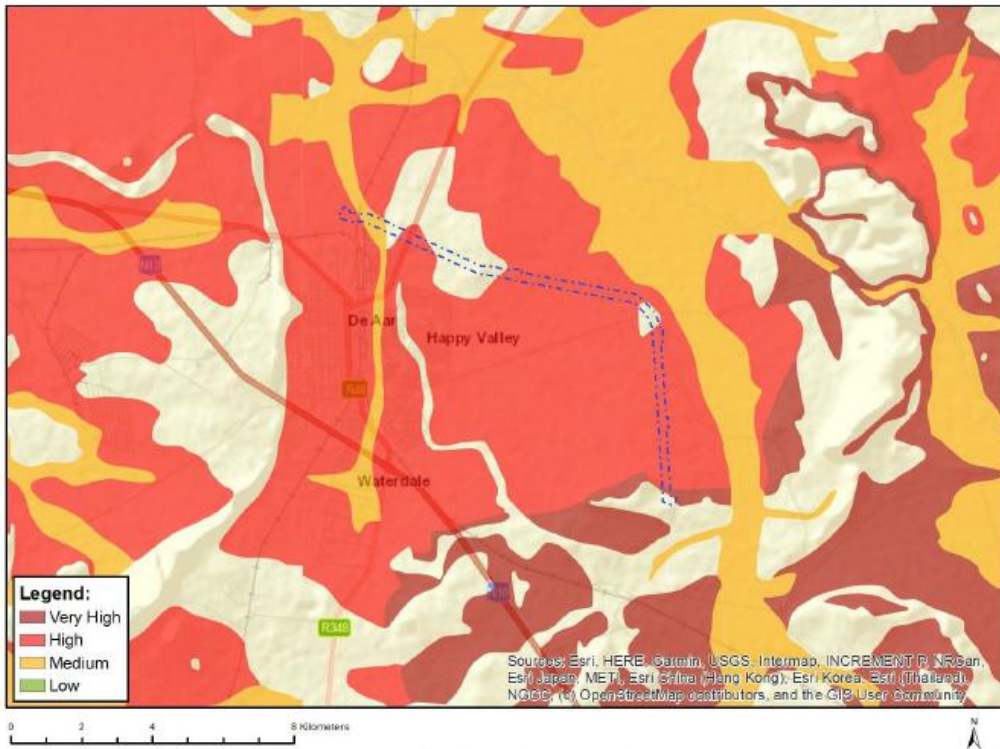 N10
De Aar
Happy Valley
Waterdale
Legend:
Very High
High
Medium
Low
R348
Sources: Esri, HERE, Garmin, USGS, Intermap, INCREMENT P, NRCan,
Esri Japan, METI, Esri China (Hong Kong), Esri Korea, Esri (Thailand),
NGCC, (c) OpenStreetMap contributors, and the GIS User Community
0 2 4 8 Kilometers
N